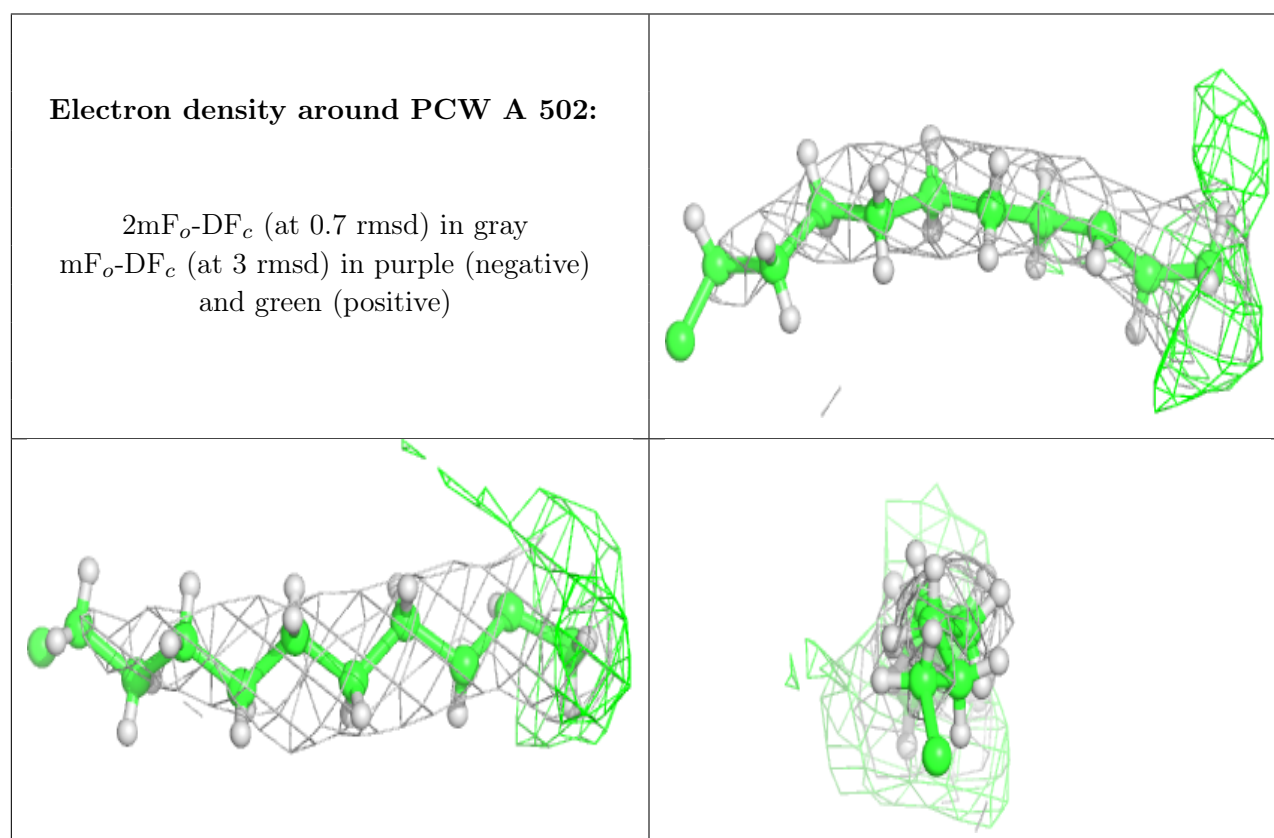 Electron density around PCW A 502:
2mFo-DFc (at 0.7 rmsd) in gray
mFo-DFc (at 3 rmsd) in purple (negative)
and green (positive)